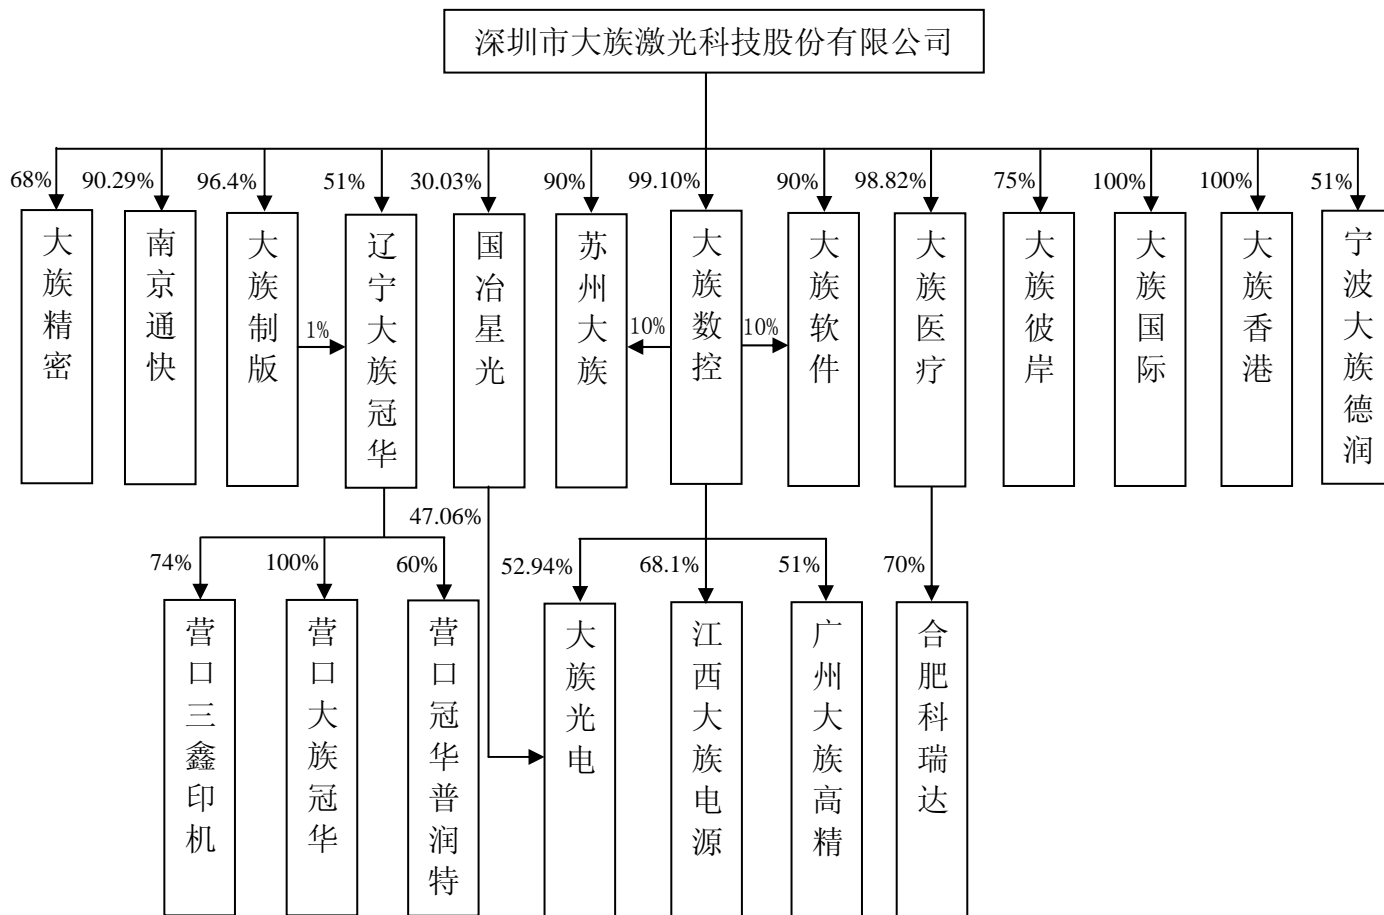 深圳市大族激光科技股份有限公司
68%
90.29%
96.4%
51%
30.03%
90%
99.10%
90%
98.82%
75%
100%
100%
51%
大族精密
南京通快
大族制版
1%
辽宁大族冠华
国冶星光
苏州大族
10%
大族数控
10%
大族软件
大族医疗
大族彼岸
大族国际
大族香港
宁波大族德润
74%
100%
60%
47.06%
52.94%
68.1%
51%
70%
营口三鑫印机
营口大族冠华
营口冠华普润特
大族光电
江西大族电源
广州大族高精
合肥科瑞达